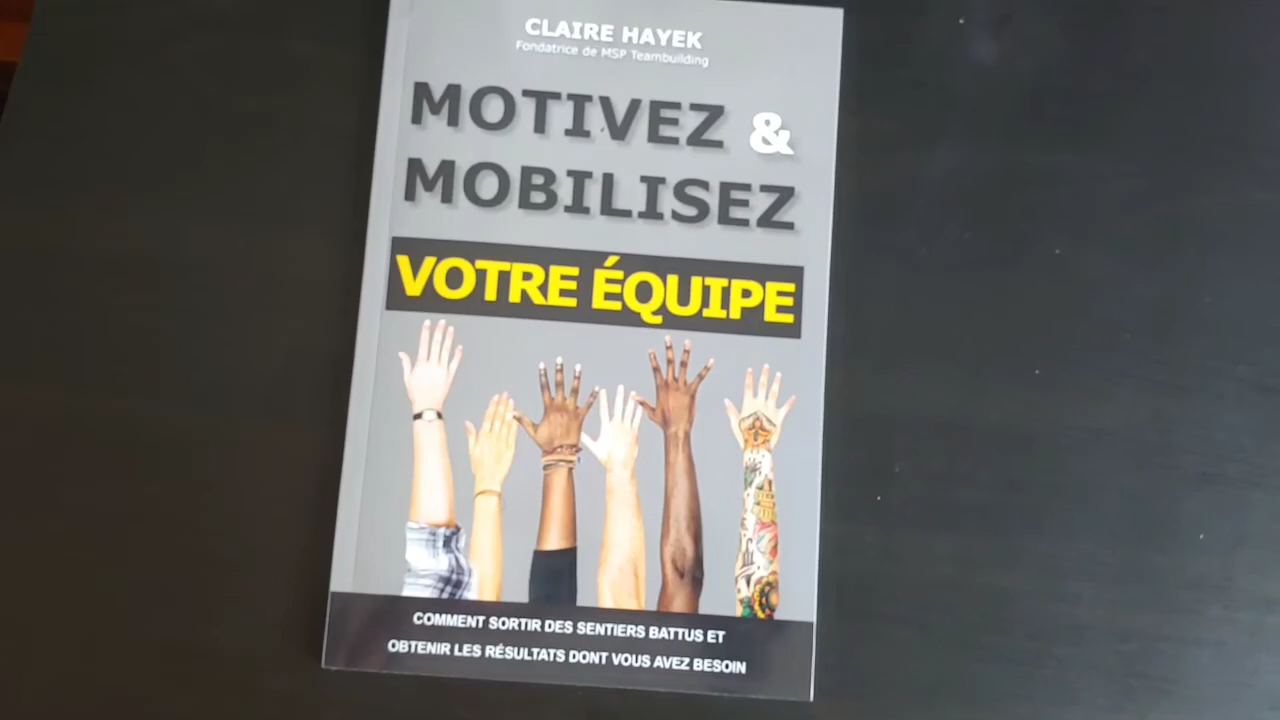 CLAIRE HAYEK
Fondatrice de MSP Teambuilding
MOTIVEZ &
MOBILISEZ
VOTRE ÉQUIPE
COMMENT SORTIR DES SENTIERS BATTUS ET
OBTENIR LES RÉSULTATS DONT VOUS AVEZ BESOIN